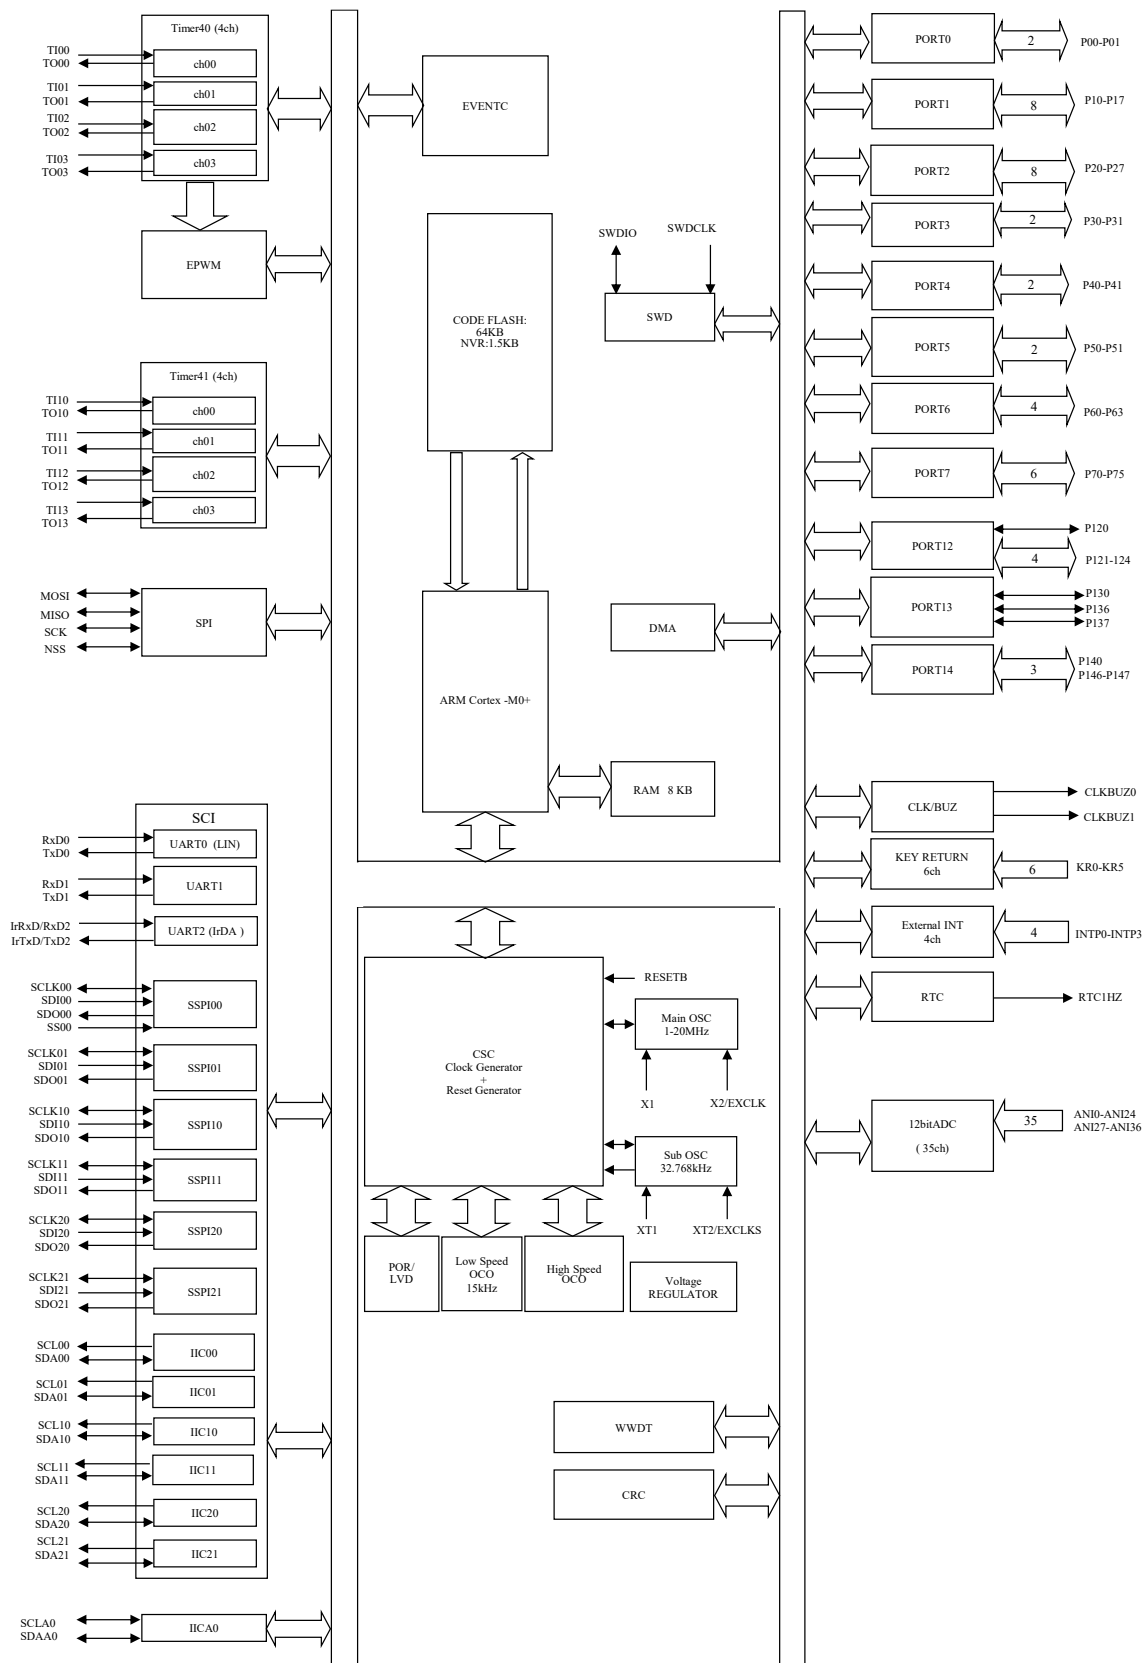 Timer40 (4ch)
TI00
TO00
ch00
TI01
TO01
ch01
TI02
TO02
ch02
TI03
TO03
ch03
EPWM
Timer41 (4ch)
TI10
TO10
ch00
TI11
TO11
ch01
TI12
TO12
ch02
TI13
TO13
ch03
MOSI
MISO
SCK
NSS
SPI
SCI
RxD0
TxD0
UART0 (LIN)
RxD1
TxD1
UART1
IrRxD/RxD2
IrTxD/TxD2
UART2 (IrDA )
SCLK00
SDI00
SDO00
SS00
SSPI00
SCLK01
SDI01
SDO01
SSPI01
SCLK10
SDI10
SDO10
SSPI10
SCLK11
SDI11
SDO11
SSPI11
SCLK20
SDI20
SDO20
SSPI20
SCLK21
SDI21
SDO21
SSPI21
SCL00
SDA00
IIC00
SCL01
SDA01
IIC01
SCL10
SDA10
IIC10
SCL11
SDA11
IIC11
SCL20
SDA20
IIC20
SCL21
SDA21
IIC21
SCLA0
SDAA0
IICA0
EVENTC
CODE FLASH:
64KB
NVR:1.5KB
SWDIO
SWDCLK
SWD
DMA
ARM Cortex -M0+
RAM 8 KB
CSC
Clock Generator
+
Reset Generator
RESETB
Main OSC
1-20MHz
X1
X2/EXCLK
Sub OSC
32.768kHz
XT1
XT2/EXCLKS
POR/
LVD
Low Speed
OCO
15kHz
High Speed
OCO
Voltage
REGULATOR
WWDT
CRC
PORT0
2
P00-P01
PORT1
8
P10-P17
PORT2
8
P20-P27
PORT3
2
P30-P31
PORT4
2
P40-P41
PORT5
2
P50-P51
PORT6
4
P60-P63
PORT7
6
P70-P75
PORT12
P120
4
P121-124
PORT13
P130
P136
P137
PORT14
3
P140
P146-P147
CLK/BUZ
CLKBUZ0
CLKBUZ1
KEY RETURN
6ch
6
KR0-KR5
External INT
4ch
4
INTP0-INTP3
RTC
RTC1HZ
12bitADC
( 35ch)
35
ANI0-ANI24
ANI27-ANI36